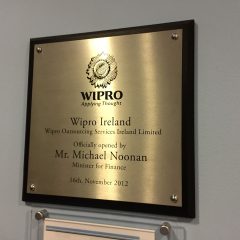 WIPRO
Applying Thought
Wipro Ireland
Wipro Outsourcing Services Ireland Limited
Officially opened by
Mr. Michael Noonan
Minister for Finance
16th, November 2012